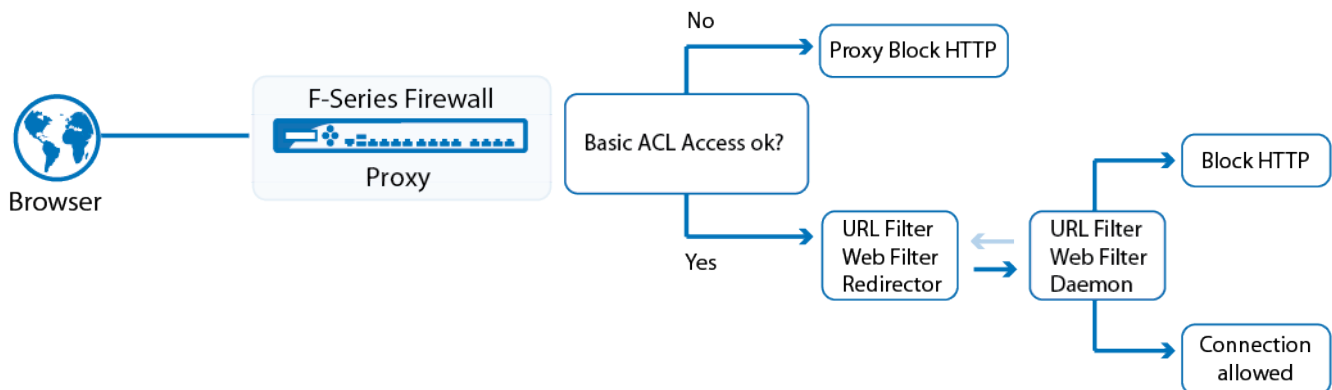 No
Proxy Block HTTP
F-Series Firewall
Proxy
Browser
Basic ACL Access ok?
Yes
URL Filter
Web Filter
Redirector
URL Filter
Web Filter
Daemon
Block HTTP
Connection
allowed